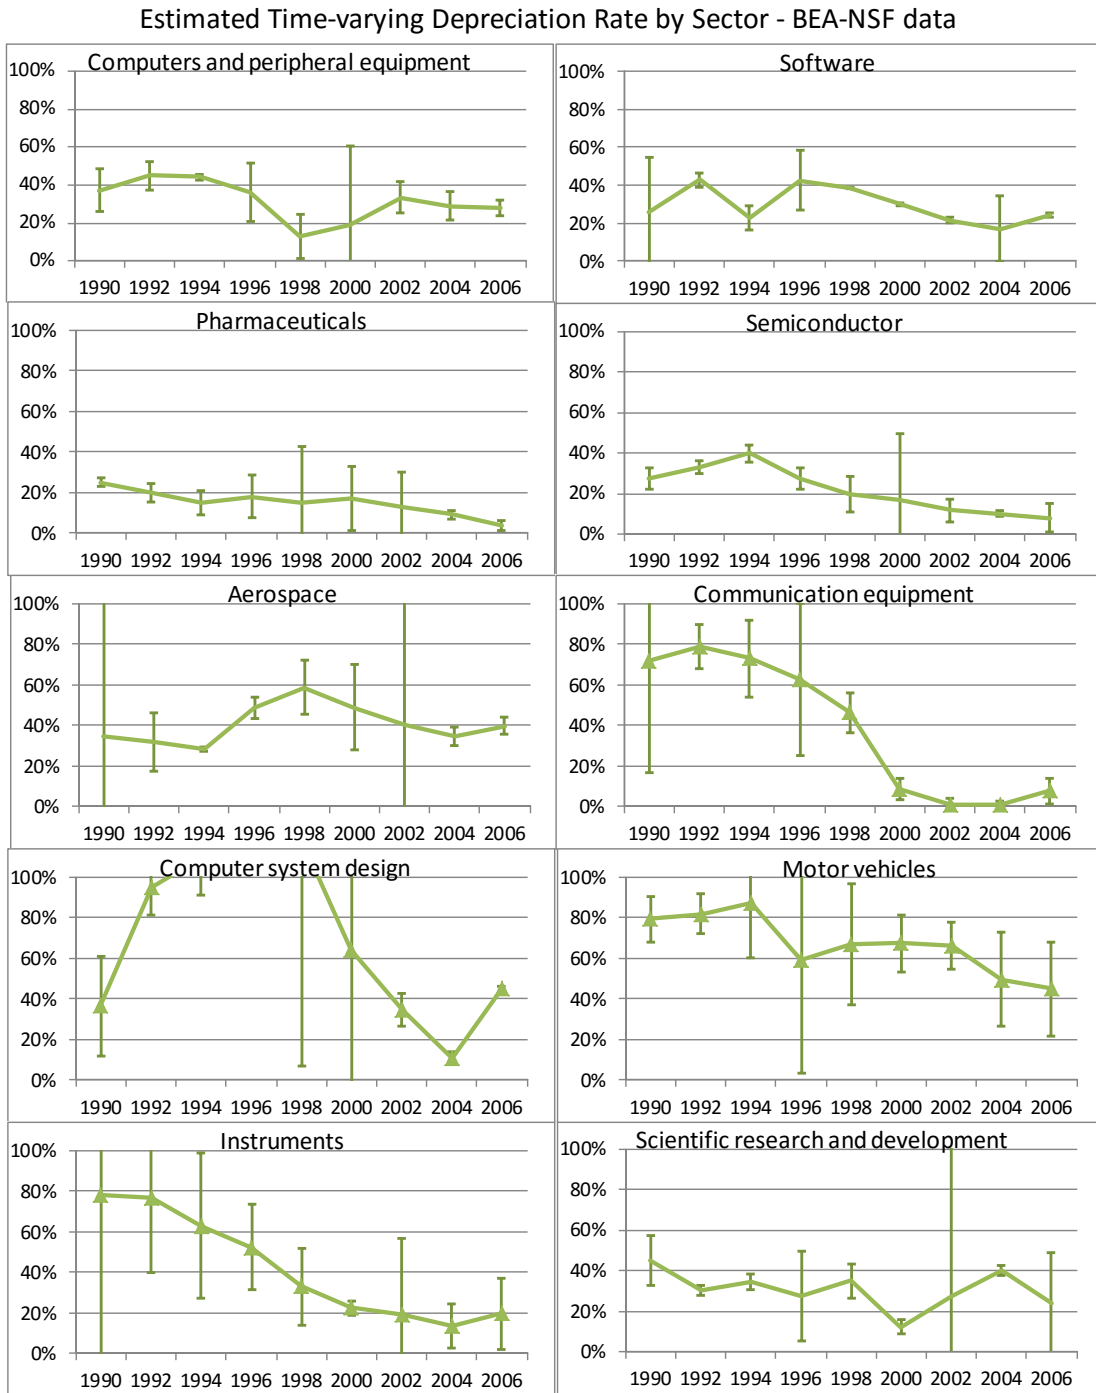 Estimated Time-varying Depreciation Rate by Sector - BEA-NSF data
Computers and peripheral equipment
100%
80%
60%
40%
20%
0%
1990 1992 1994 1996 1998 2000 2002 2004 2006
Software
100%
80%
60%
40%
20%
0%
1990 1992 1994 1996 1998 2000 2002 2004 2006
Pharmaceuticals
100%
80%
60%
40%
20%
0%
1990 1992 1994 1996 1998 2000 2002 2004 2006
Semiconductor
100%
80%
60%
40%
20%
0%
1990 1992 1994 1996 1998 2000 2002 2004 2006
Aerospace
100%
80%
60%
40%
20%
0%
1990 1992 1994 1996 1998 2000 2002 2004 2006
Communication equipment
100%
80%
60%
40%
20%
0%
1990 1992 1994 1996 1998 2000 2002 2004 2006
Computer system design
100%
80%
60%
40%
20%
0%
1990 1992 1994 1996 1998 2000 2002 2004 2006
Motor vehicles
100%
80%
60%
40%
20%
0%
1990 1992 1994 1996 1998 2000 2002 2004 2006
Instruments
100%
80%
60%
40%
20%
0%
1990 1992 1994 1996 1998 2000 2002 2004 2006
Scientific research and development
100%
80%
60%
40%
20%
0%
1990 1992 1994 1996 1998 2000 2002 2004 2006